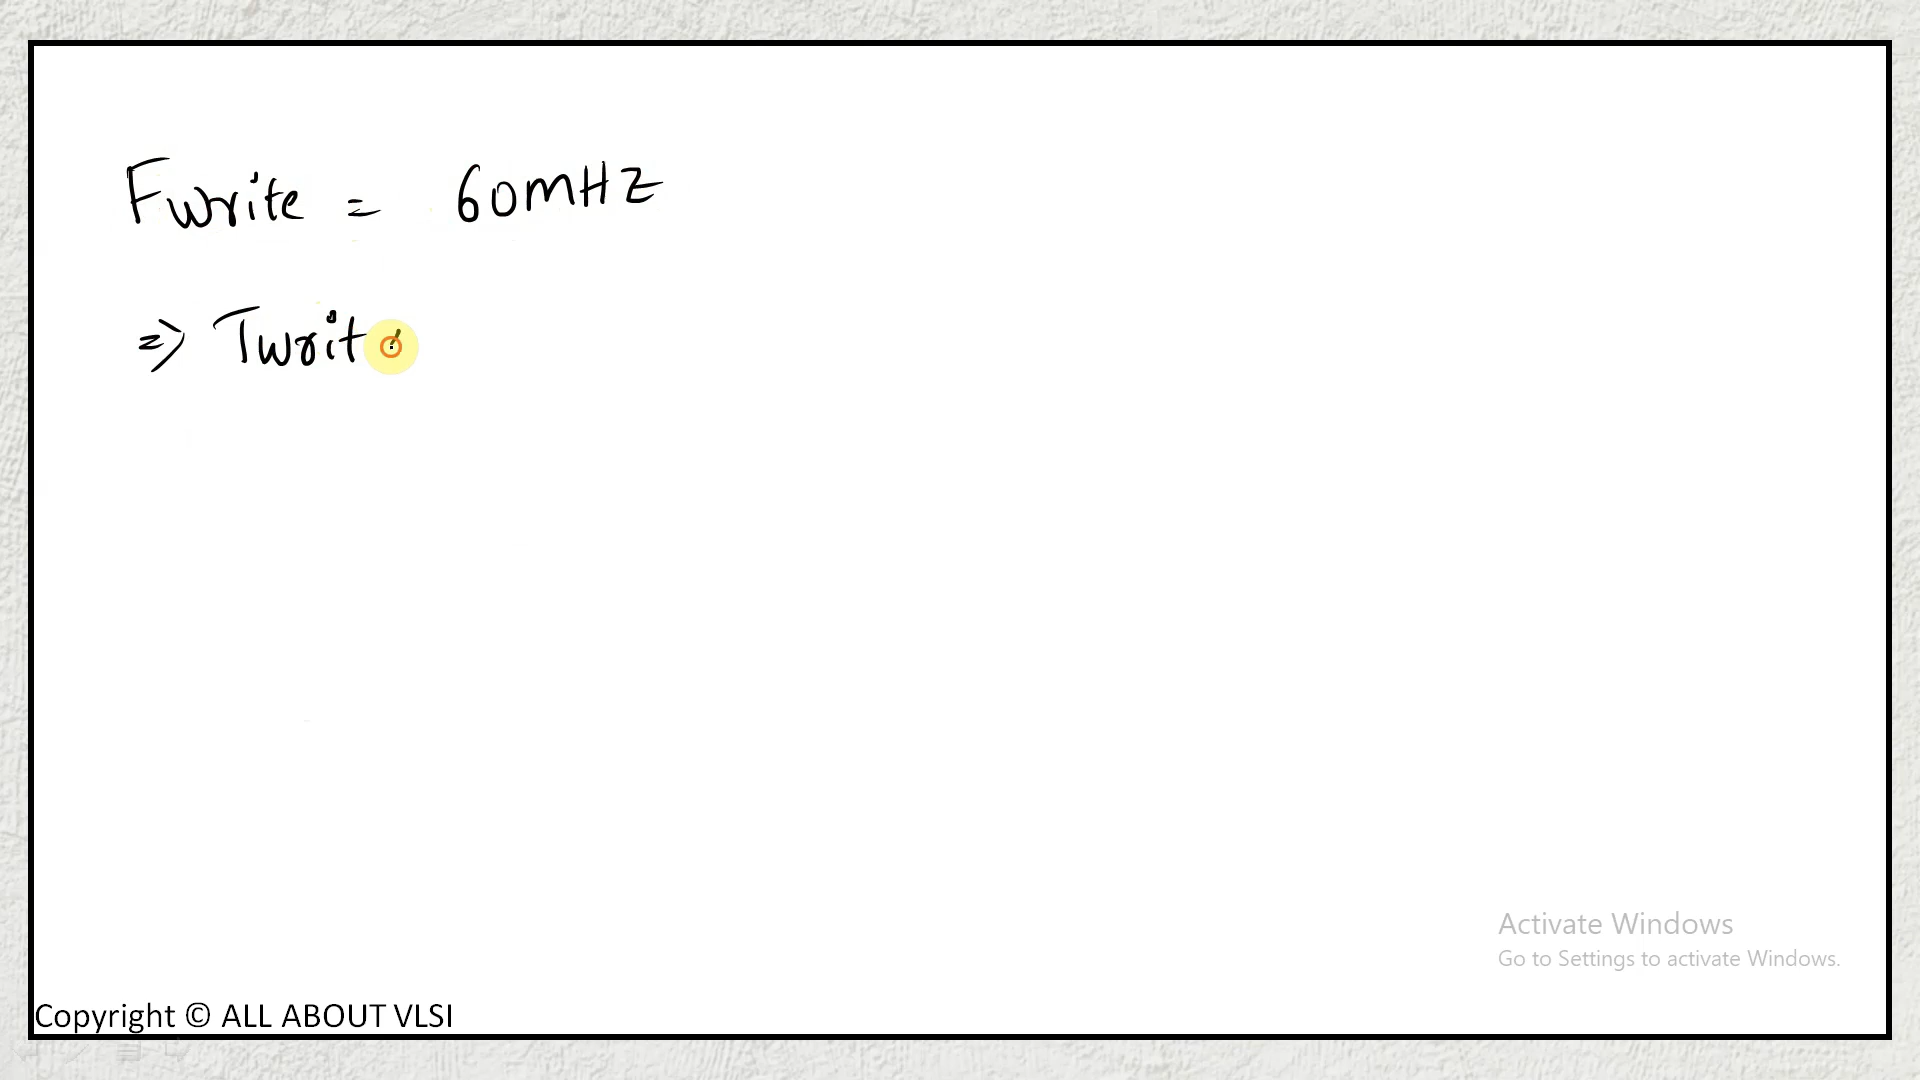 Fwrite = 60mHZ
=> Twrite
Activate Windows
Go to Settings to activate Windows.
Copyright © ALL ABOUT VLSI